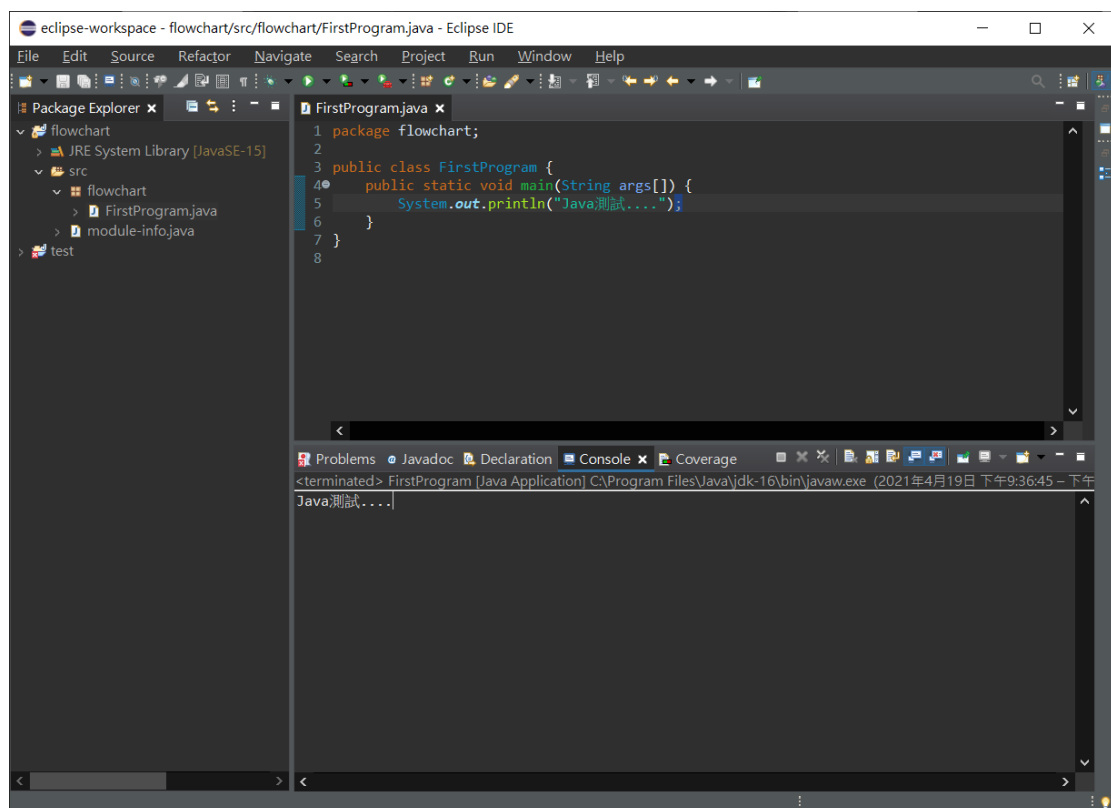 eclipse-workspace - flowchart/src/flowchart/FirstProgram.java - Eclipse IDE
File Edit Source Refactor Navigate Search Project Run Window Help
Package Explorer
flowchart
JRE System Library [JavaSE-15]
src
flowchart
FirstProgram.java
module-info.java
test
FirstProgram.java
1 package flowchart;
2
3 public class FirstProgram {
4 public static void main(String args[]) {
5 System.out.println("Java測試....");
6 }
7 }
8
Problems Javadoc Declaration Console Coverage
<terminated> FirstProgram [Java Application] C:\Program Files\Java\jdk-16\bin\javaw.exe (2021年4月19日 下午9:36:45 – 下午
Java測試....